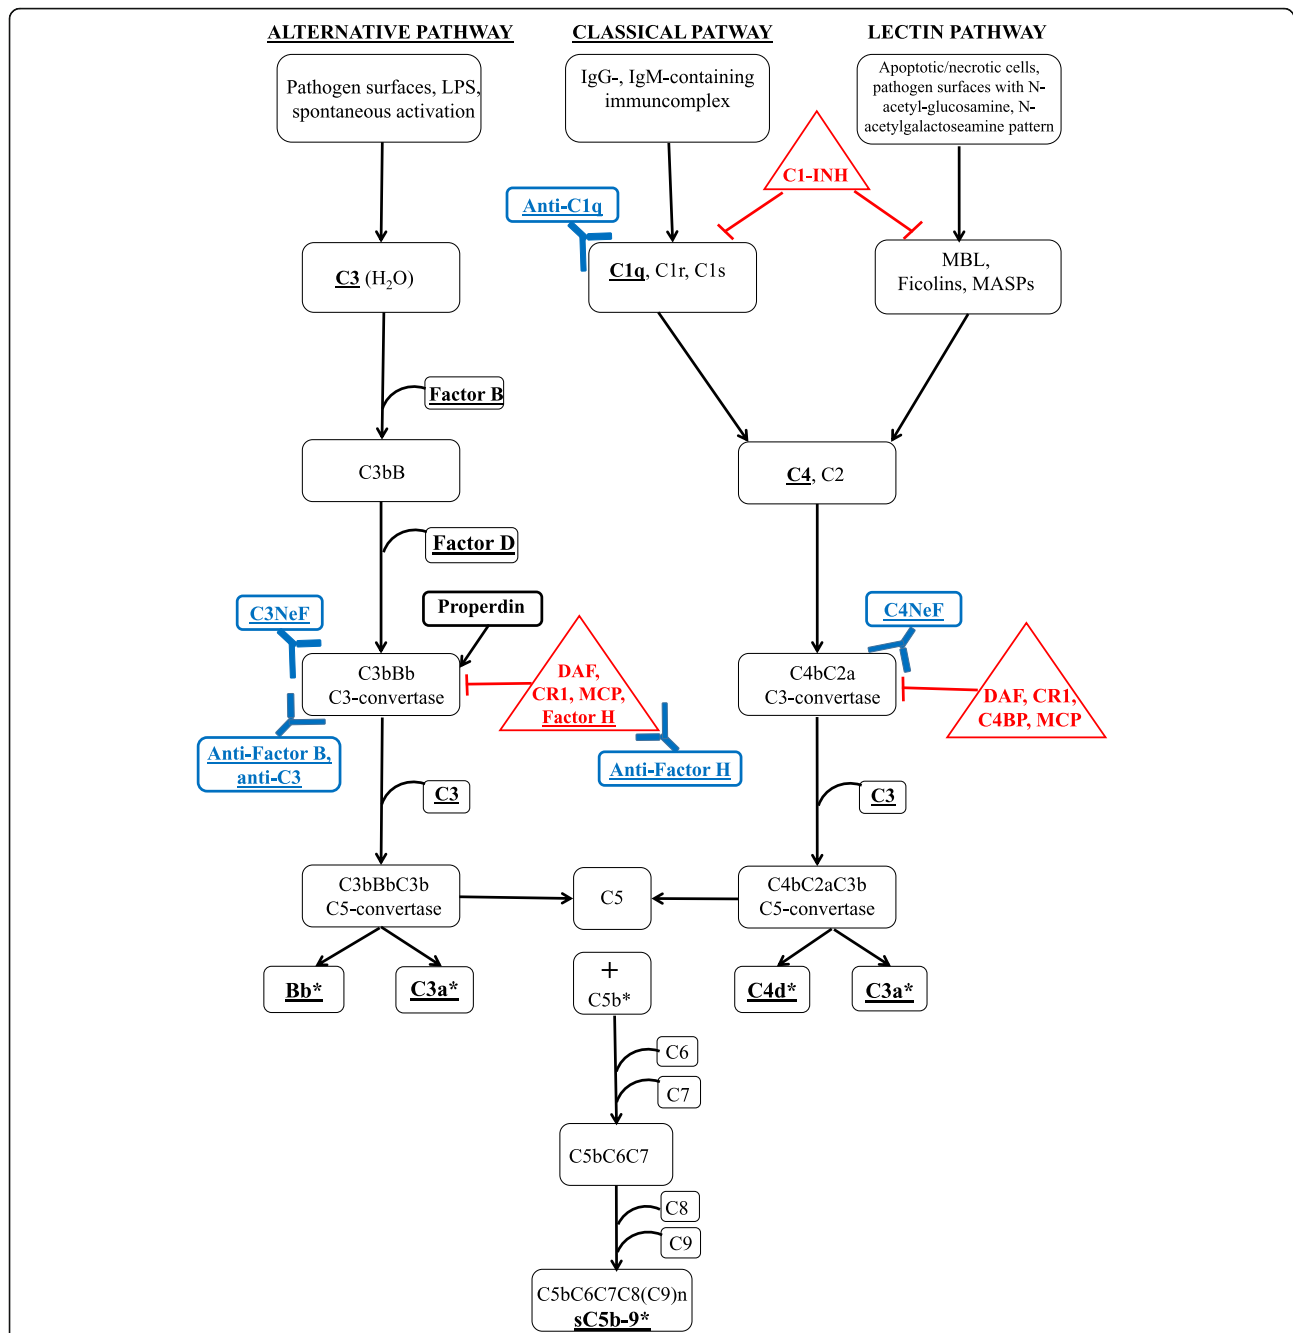 ALTERNATIVE PATHWAY
CLASSICAL PATWAY
LECTIN PATHWAY
Pathogen surfaces, LPS,
spontaneous activation
IgG-, IgM-containing
immuncomplex
Apoptotic/necrotic cells,
pathogen surfaces with N-
acetyl-glucosamine, N-
acetylgalactoseamine pattern
C1-INH
Anti-C1q
C3 (H₂O)
C1q, C1r, C1s
MBL,
Ficolins, MASPs
Factor B
C3bB
C4, C2
Factor D
C3NeF
Properdin
C4NeF
C3bBb
C3-convertase
DAF,
CR1, MCP,
Factor H
C4bC2a
C3-convertase
DAF, CR1,
C4BP, MCP
Anti-Factor B,
anti-C3
Anti-Factor H
C3
C3
C3bBbC3b
C5-convertase
C5
C4bC2aC3b
C5-convertase
Bb*
C3a*
+
C5b*
C4d*
C3a*
C6
C7
C5bC6C7
C8
C9
C5bC6C7C8(C9)n
sC5b-9*